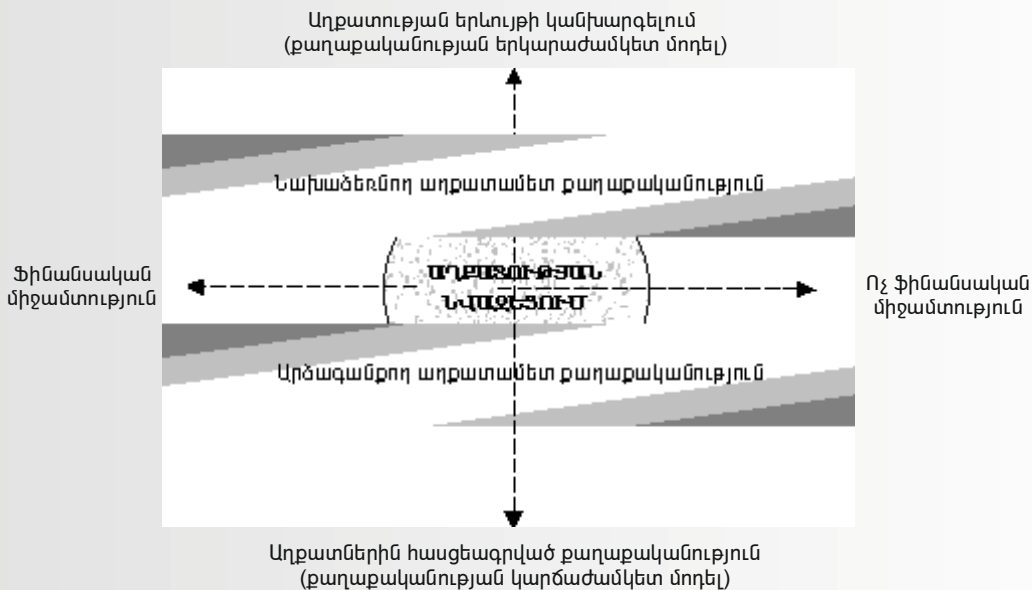 Աղքատության երևույթի կանխարգելում
(քաղաքականության երկարաժամկետ մոդել)
Նախաձեռնող աղքատամետ քաղաքականություն
Ֆինանսական
միջամտություն
ԱՂՔԱՏՈՒԹՅԱՆ
ՆՎԱԶԵՑՈՒՄ
Ոչ ֆինանսական
միջամտություն
Արձագանքող աղքատամետ քաղաքականություն
Աղքատներին հասցեագրված քաղաքականություն
(քաղաքականության կարճաժամկետ մոդել)